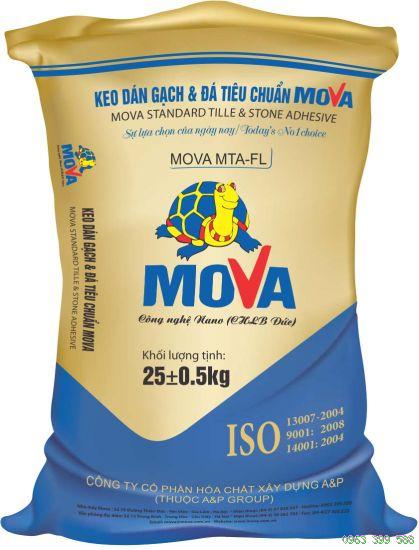 KEO DÁN GẠCH & ĐÁ TIÊU CHUẨN MOVA
MOVA STANDARD TILLE & STONE ADHESIVE
Sự lựa chọn của ngày nay/Today's No1 choice
MOVA MTA-FL
MOVA
Công nghệ Nano (CHLB Đức)
Khối lượng tịnh:
25±0.5kg
ISO
13007-2004
9001: 2008
14001: 2004
CÔNG TY CỔ PHẦN HÓA CHẤT XÂY DỰNG A&P
(THUỘC A&P GROUP)
MOVA
KEO DÁN GẠCH & ĐÁ TIÊU CHUẨN MOVA
MOVA STANDARD TILLE & STONE ADHESIVE
0963 399 588